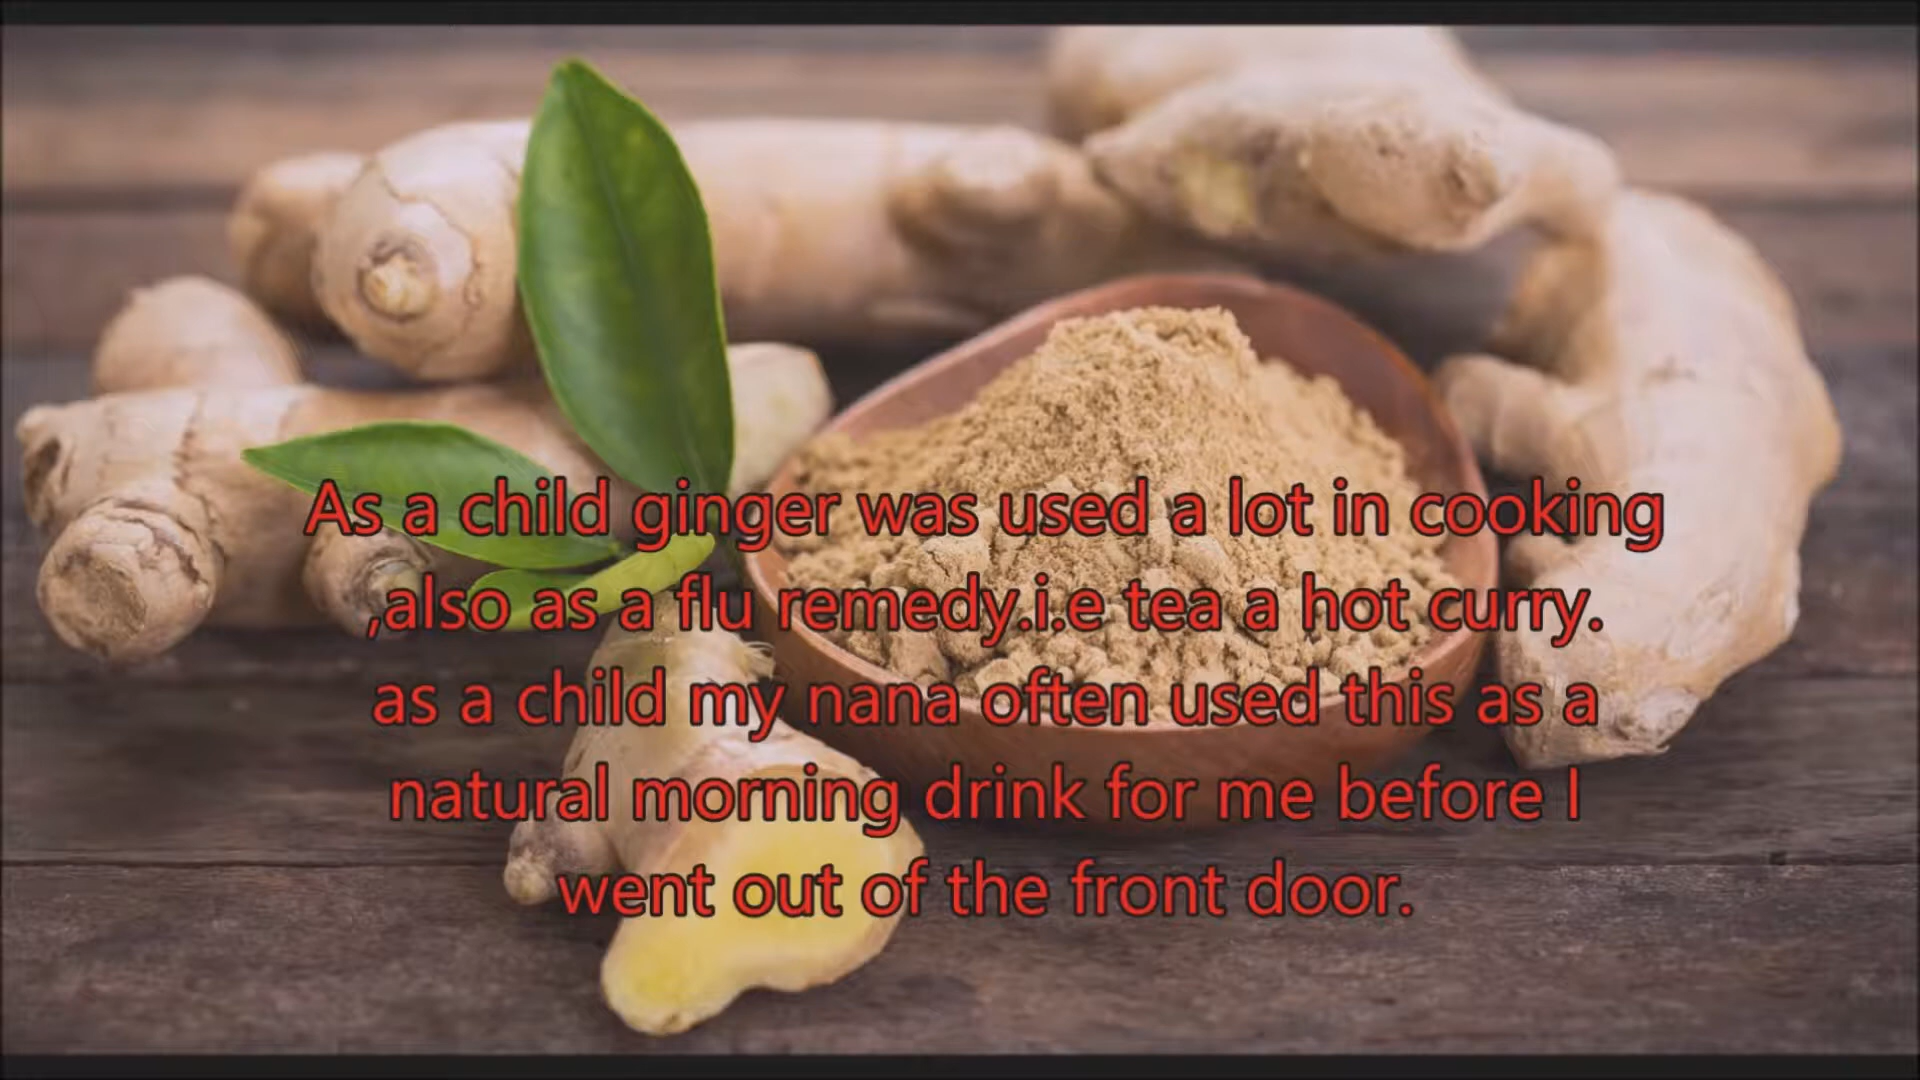 As a child ginger was used a lot in cooking
,also as a flu remedy.i.e tea a hot curry.
as a child my nana often used this as a
natural morning drink for me before I
went out of the front door.